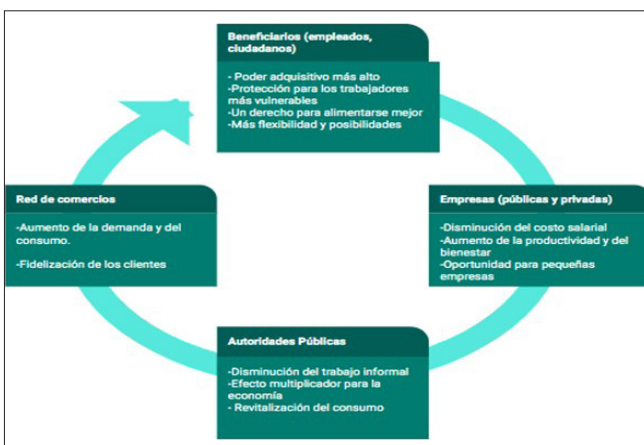 Beneficiarios (empleados,
ciudadanos)
- Poder adquisitivo más alto
-Protección para los trabajadores
más vulnerables
-Un derecho para alimentarse mejor
-Más flexibilidad y posibilidades
Red de comercios
-Aumento de la demanda y del
consumo.
-Fidelización de los clientes
Empresas (públicas y privadas)
-Disminución del costo salarial
-Aumento de la productividad y del
bienestar
-Oportunidad para pequeñas
empresas
Autoridades Públicas
-Disminución del trabajo informal
-Efecto multiplicador para la
economía
- Revitalización del consumo